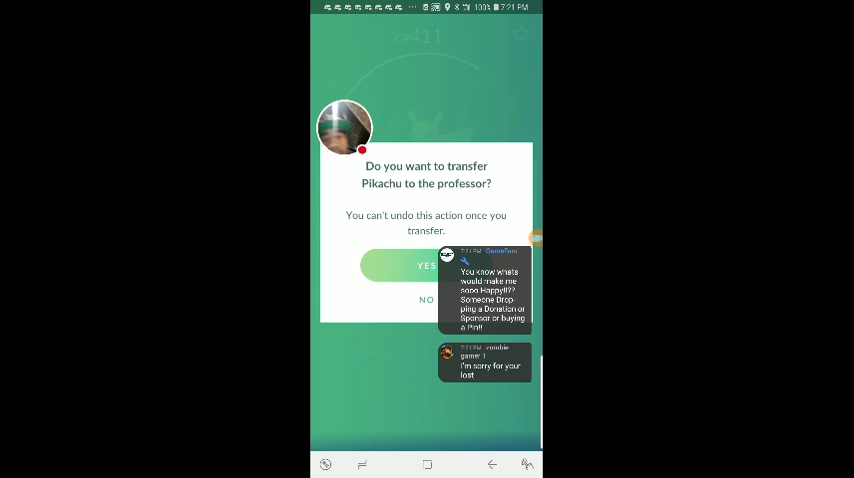 100% 7:21 PM
CP411
Do you want to transfer
Pikachu to the professor?
You can't undo this action once you
transfer.
YES
NO
7:21 PM GameFam
You know whats
would make me
sooo Happy!!??
Someone Drop-
ping a Donation or
Sponsor or buying
a Pin!!
7:21 PM zombie
gamer 1
I'm sorry for your
lost